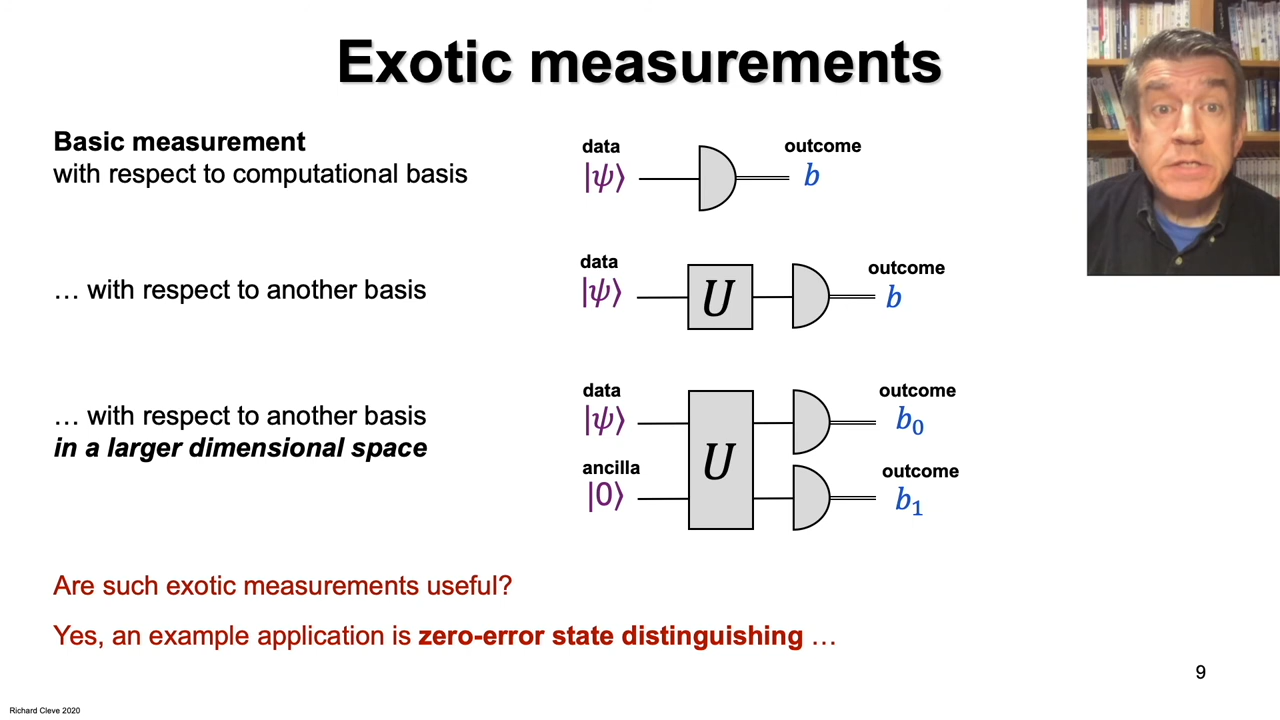 Exotic measurements
Basic measurement
with respect to computational basis
data
|ψ⟩
outcome
b
… with respect to another basis
data
|ψ⟩
U
outcome
b
… with respect to another basis
in a larger dimensional space
data
|ψ⟩
ancilla
|0⟩
U
outcome
b₀
outcome
b₁
Are such exotic measurements useful?
Yes, an example application is zero-error state distinguishing …
9
Richard Cleve 2020